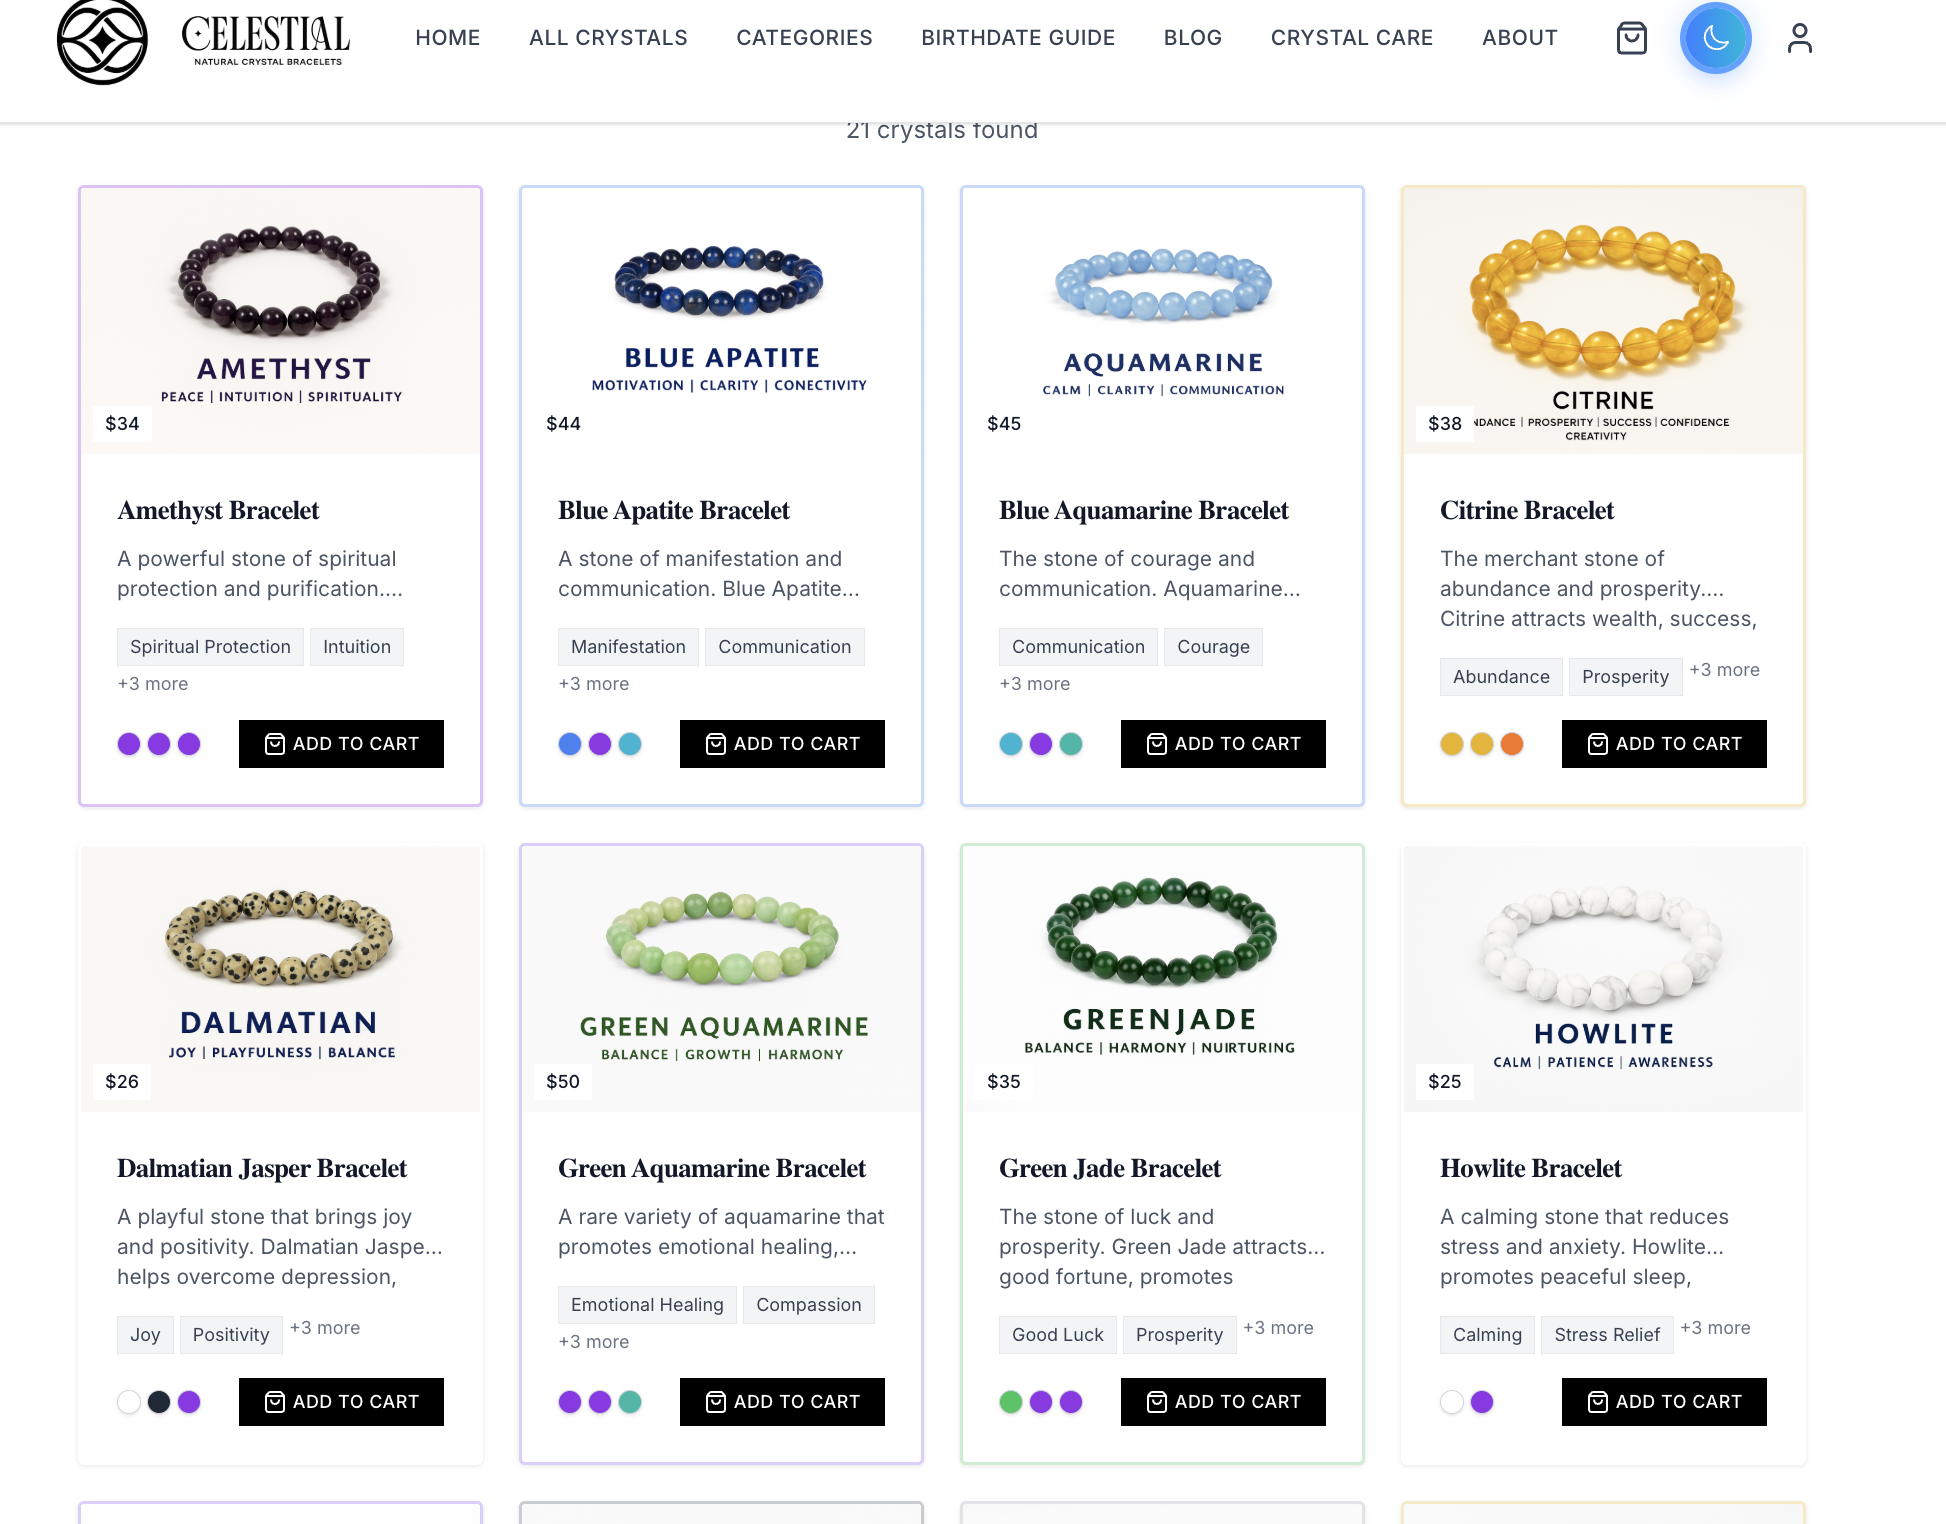 CELESTIAL
NATURAL CRYSTAL BRACELETS
HOME
ALL CRYSTALS
CATEGORIES
BIRTHDATE GUIDE
BLOG
CRYSTAL CARE
ABOUT
21 crystals found
AMETHYST
PEACE | INTUITION | SPIRITUALITY
$34
Amethyst Bracelet
A powerful stone of spiritual
protection and purification....
Spiritual Protection
Intuition
+3 more
ADD TO CART
BLUE APATITE
MOTIVATION | CLARITY | CONECTIVITY
$44
Blue Apatite Bracelet
A stone of manifestation and
communication. Blue Apatite...
Manifestation
Communication
+3 more
ADD TO CART
AQUAMARINE
CALM | CLARITY | COMMUNICATION
$45
Blue Aquamarine Bracelet
The stone of courage and
communication. Aquamarine...
Communication
Courage
+3 more
ADD TO CART
CITRINE
NDANCE | PROSPERITY | SUCCESS | CONFIDENCE
CREATIVITY
$38
Citrine Bracelet
The merchant stone of
abundance and prosperity....
Citrine attracts wealth, success,
Abundance
Prosperity
+3 more
ADD TO CART
DALMATIAN
JOY | PLAYFULNESS | BALANCE
$26
Dalmatian Jasper Bracelet
A playful stone that brings joy
and positivity. Dalmatian Jaspe...
helps overcome depression,
Joy
Positivity
+3 more
ADD TO CART
GREEN AQUAMARINE
BALANCE | GROWTH | HARMONY
$50
Green Aquamarine Bracelet
A rare variety of aquamarine that
promotes emotional healing,...
Emotional Healing
Compassion
+3 more
ADD TO CART
GREENJADE
BALANCE | HARMONY | NUIRTURING
$35
Green Jade Bracelet
The stone of luck and
prosperity. Green Jade attracts...
good fortune, promotes
Good Luck
Prosperity
+3 more
ADD TO CART
HOWLITE
CALM | PATIENCE | AWARENESS
$25
Howlite Bracelet
A calming stone that reduces
stress and anxiety. Howlite...
promotes peaceful sleep,
Calming
Stress Relief
+3 more
ADD TO CART